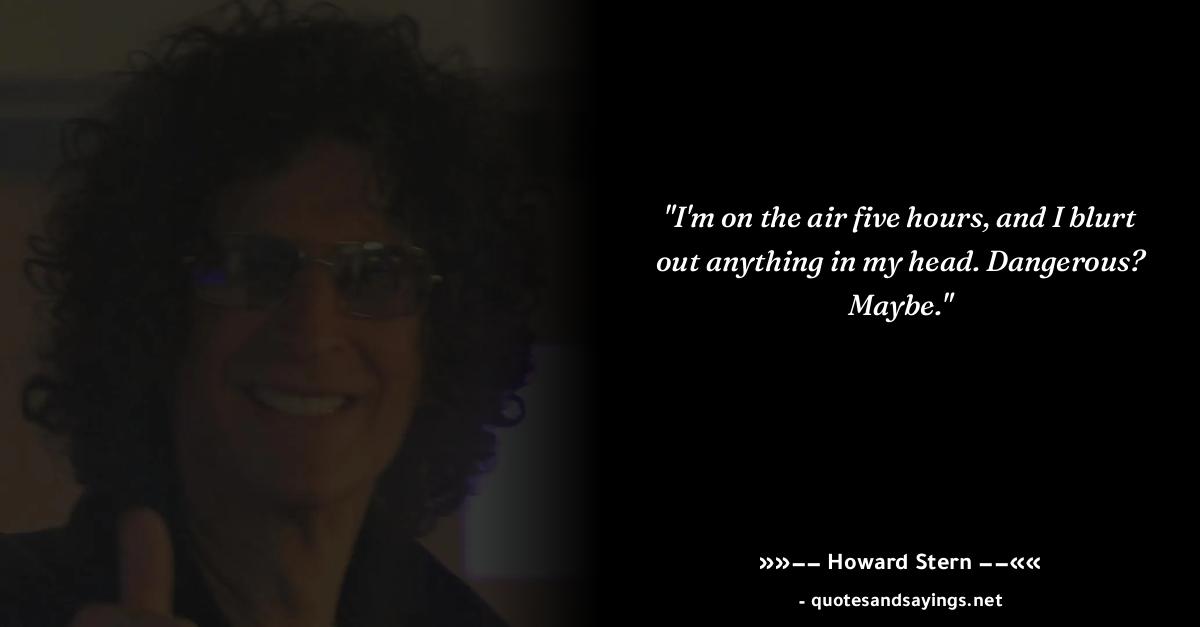 "I'm on the air five hours, and I blurt
out anything in my head. Dangerous?
Maybe."
»»−− Howard Stern −−««
- quotesandsayings.net